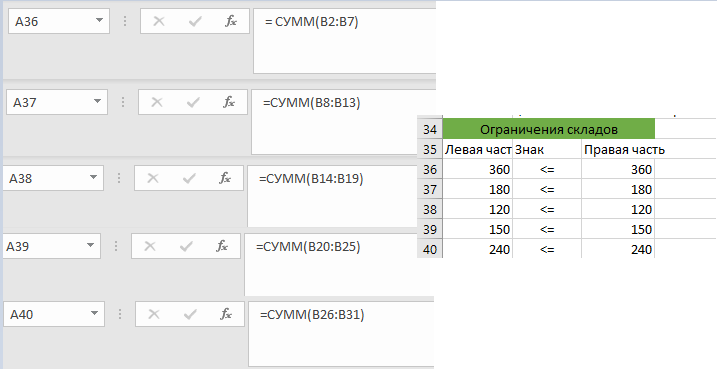 A36 fx = СУММ(B2:B7)
A37 fx =СУММ(B8:B13)
A38 fx =СУММ(B14:B19)
A39 fx =СУММ(B20:B25)
A40 fx =СУММ(B26:B31)
34 Ограничения складов
35 Левая част Знак Правая часть
36 360 <= 360
37 180 <= 180
38 120 <= 120
39 150 <= 150
40 240 <= 240